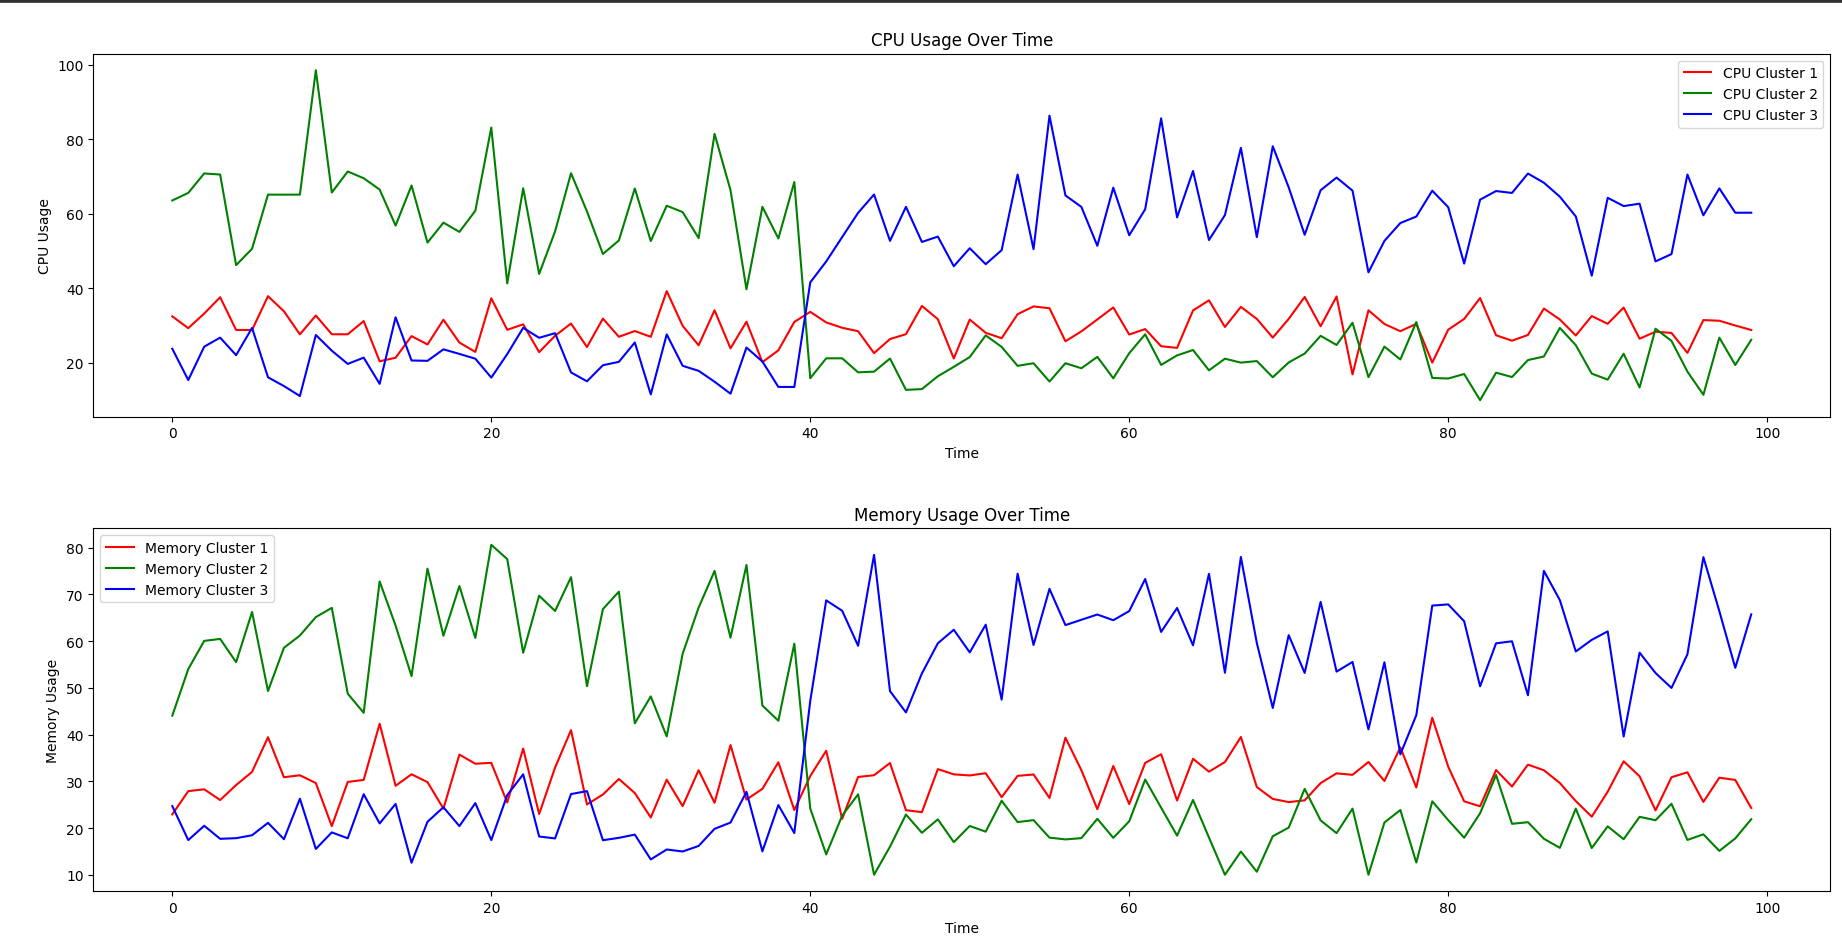 CPU Usage Over Time
CPU Usage
100
80
60
40
20
CPU Cluster 1
CPU Cluster 2
CPU Cluster 3
0 20 40 60 80 100
Time
Memory Usage Over Time
Memory Usage
80
70
60
50
40
30
20
10
Memory Cluster 1
Memory Cluster 2
Memory Cluster 3
0 20 40 60 80 100
Time